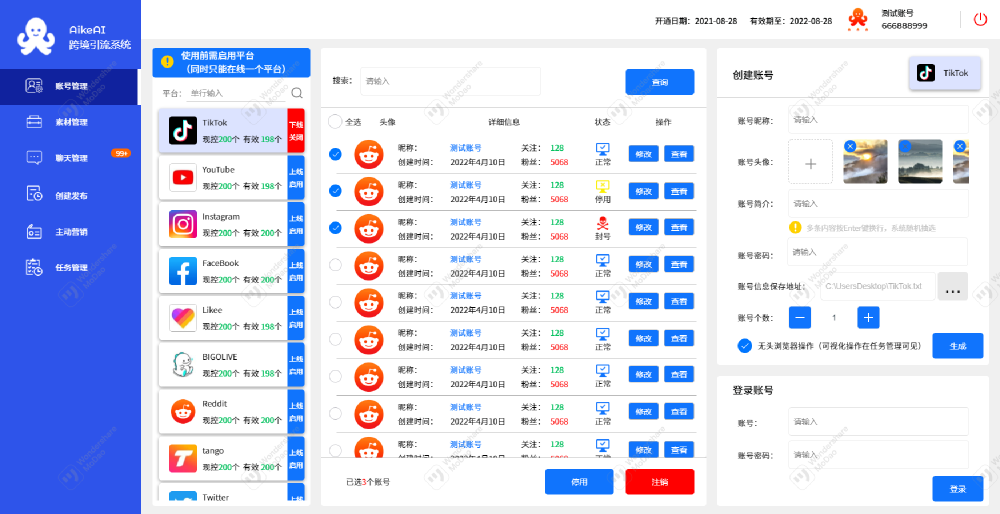 AikeAI
跨境引流系统
开通日期：2021-08-28 有效期至：2022-08-28
测试账号
666888999
账号管理
素材管理
聊天管理 99+
创建发布
主动营销
任务管理
使用前需启用平台
（同时只能在线一个平台）
平台： 单行输入
TikTok
现控200个 有效198个
下线
关闭
YouTube
现控200个 有效198个
上线
启用
Instagram
现控200个 有效200个
上线
启用
FaceBook
现控200个 有效200个
上线
启用
Likee
现控200个 有效198个
上线
启用
BIGOLIVE
现控200个 有效198个
上线
启用
Reddit
现控200个 有效200个
上线
启用
tango
现控200个 有效200个
上线
启用
Twitter
上线
搜索： 请输入 查询
全选 头像 详细信息 状态 操作
昵称： 测试账号 关注： 128
创建时间： 2022年4月10日 粉丝： 5068 正常 修改 查看
昵称： 测试账号 关注： 128
创建时间： 2022年4月10日 粉丝： 5068 停用 修改 查看
昵称： 测试账号 关注： 128
创建时间： 2022年4月10日 粉丝： 5068 封号 修改 查看
昵称： 测试账号 关注： 128
创建时间： 2022年4月10日 粉丝： 5068 正常 修改 查看
昵称： 测试账号 关注： 128
创建时间： 2022年4月10日 粉丝： 5068 正常 修改 查看
昵称： 测试账号 关注： 128
创建时间： 2022年4月10日 粉丝： 5068 正常 修改 查看
昵称： 测试账号 关注： 128
创建时间： 2022年4月10日 粉丝： 5068 正常 修改 查看
昵称： 测试账号 关注： 128
创建时间： 2022年4月10日 粉丝： 5068 正常 修改 查看
昵称： 测试账号 关注： 128
创建时间： 2022年4月10日 粉丝： 5068 正常 修改 查看
已选3个账号 停用 注销
创建账号 TikTok
账号昵称： 请输入
账号头像：
账号简介： 请输入
多条内容按Enter键换行，系统随机抽选
账号密码： 请输入
账号信息保存地址： C:\UsersDesktop\TikTok.txt ...
账号个数： 1
无头浏览器操作（可视化操作在任务管理可见） 生成
登录账号
账号： 请输入
账号密码： 请输入
登录
Wondershare
MoDao